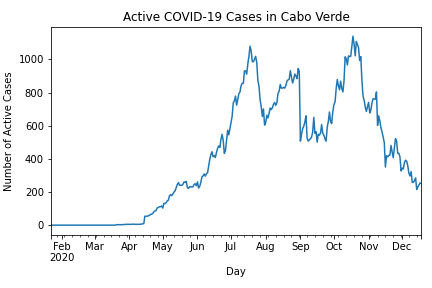 Active COVID-19 Cases in Cabo Verde
Number of Active Cases
1000
800
600
400
200
0
Feb Mar Apr May Jun Jul Aug Sep Oct Nov Dec
2020
Day